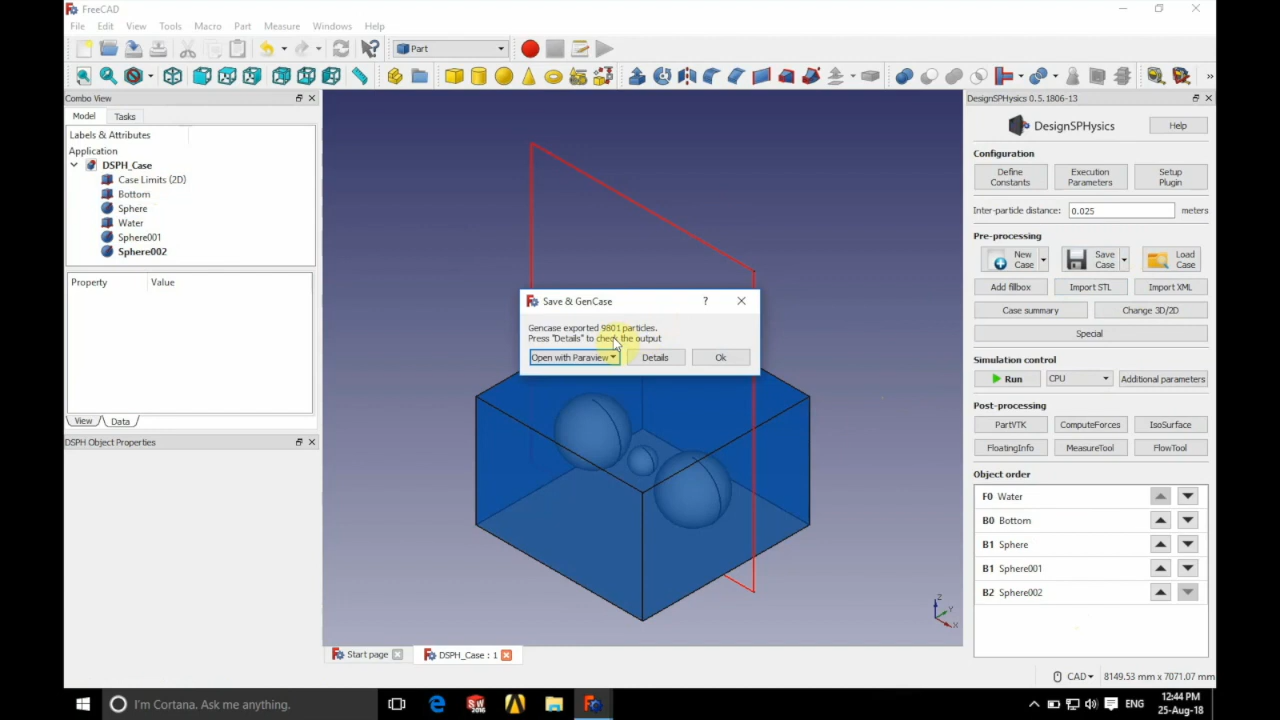 FreeCAD
File Edit View Tools Macro Part Measure Windows Help
Part
Combo View
Model Tasks
Labels & Attributes
Application
DSPH_Case
Case Limits (2D)
Bottom
Sphere
Water
Sphere001
Sphere002
Property Value
View Data
DSPH Object Properties
Save & GenCase
?
Gencase exported 9801 particles.
Press "Details" to check the output
Open with Paraview Details Ok
Z
Y
X
Start page DSPH_Case : 1
DesignSPHysics 0.5.1806-13
DesignSPHysics Help
Configuration
Define Constants
Execution Parameters
Setup Plugin
Inter-particle distance: 0.025 meters
Pre-processing
New Case
Save Case
Load Case
Add fillbox Import STL Import XML
Case summary Change 3D/2D
Special
Simulation control
Run CPU Additional parameters
Post-processing
PartVTK ComputeForces IsoSurface
FloatingInfo MeasureTool FlowTool
Object order
F0 Water
B0 Bottom
B1 Sphere
B1 Sphere001
B2 Sphere002
CAD 8149.53 mm x 7071.07 mm
I'm Cortana. Ask me anything.
SW
2016
ENG
12:44 PM
25-Aug-18